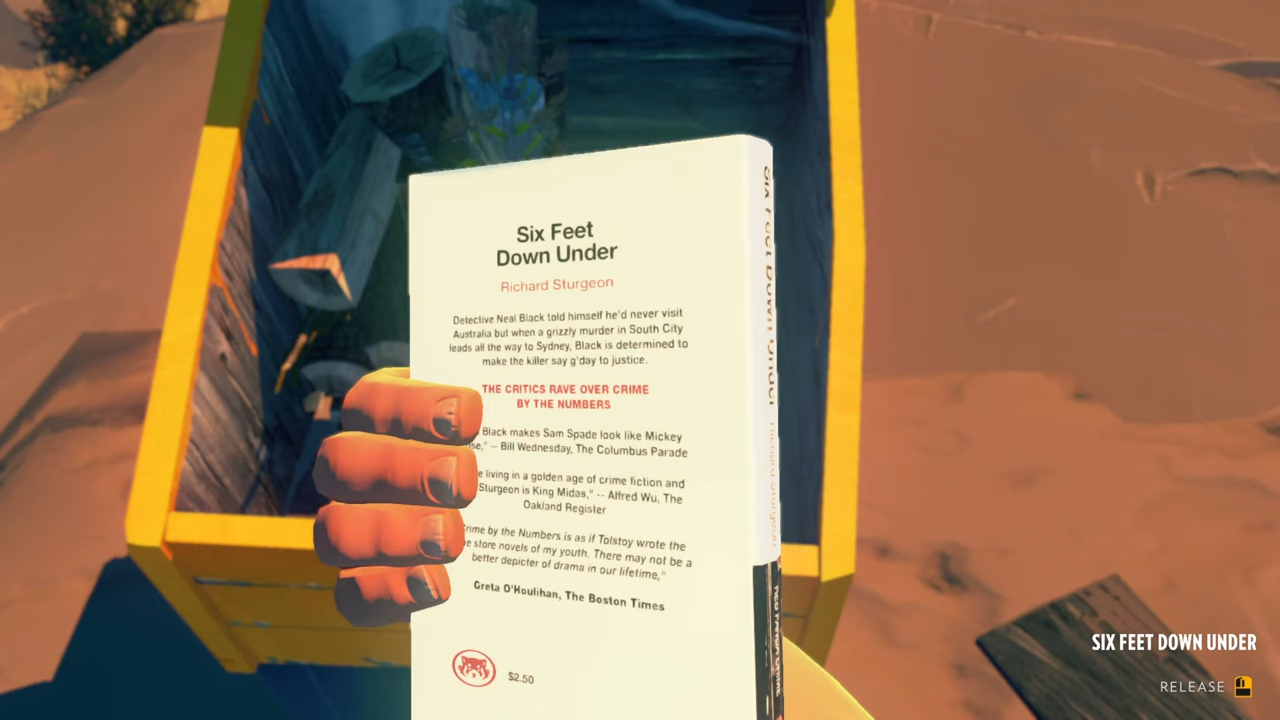 Six Feet
Down Under
Richard Sturgeon
Detective Neal Black told himself he'd never visit
Australia but when a grizzly murder in South City
leads all the way to Sydney, Black is determined to
make the killer say g'day to justice.
THE CRITICS RAVE OVER CRIME
BY THE NUMBERS
Black makes Sam Spade look like Mickey
-- Bill Wednesday, The Columbus Parade
living in a golden age of crime fiction and
Sturgeon is King Midas," -- Alfred Wu, The
Oakland Register
Crime by the Numbers is as if Tolstoy wrote the
store novels of my youth. There may not be a
better depicter of drama in our lifetime,"
Greta O'Houlihan, The Boston Times
$2.50
Six Feet Down Under
Richard Sturgeon
SIX FEET DOWN UNDER
RELEASE